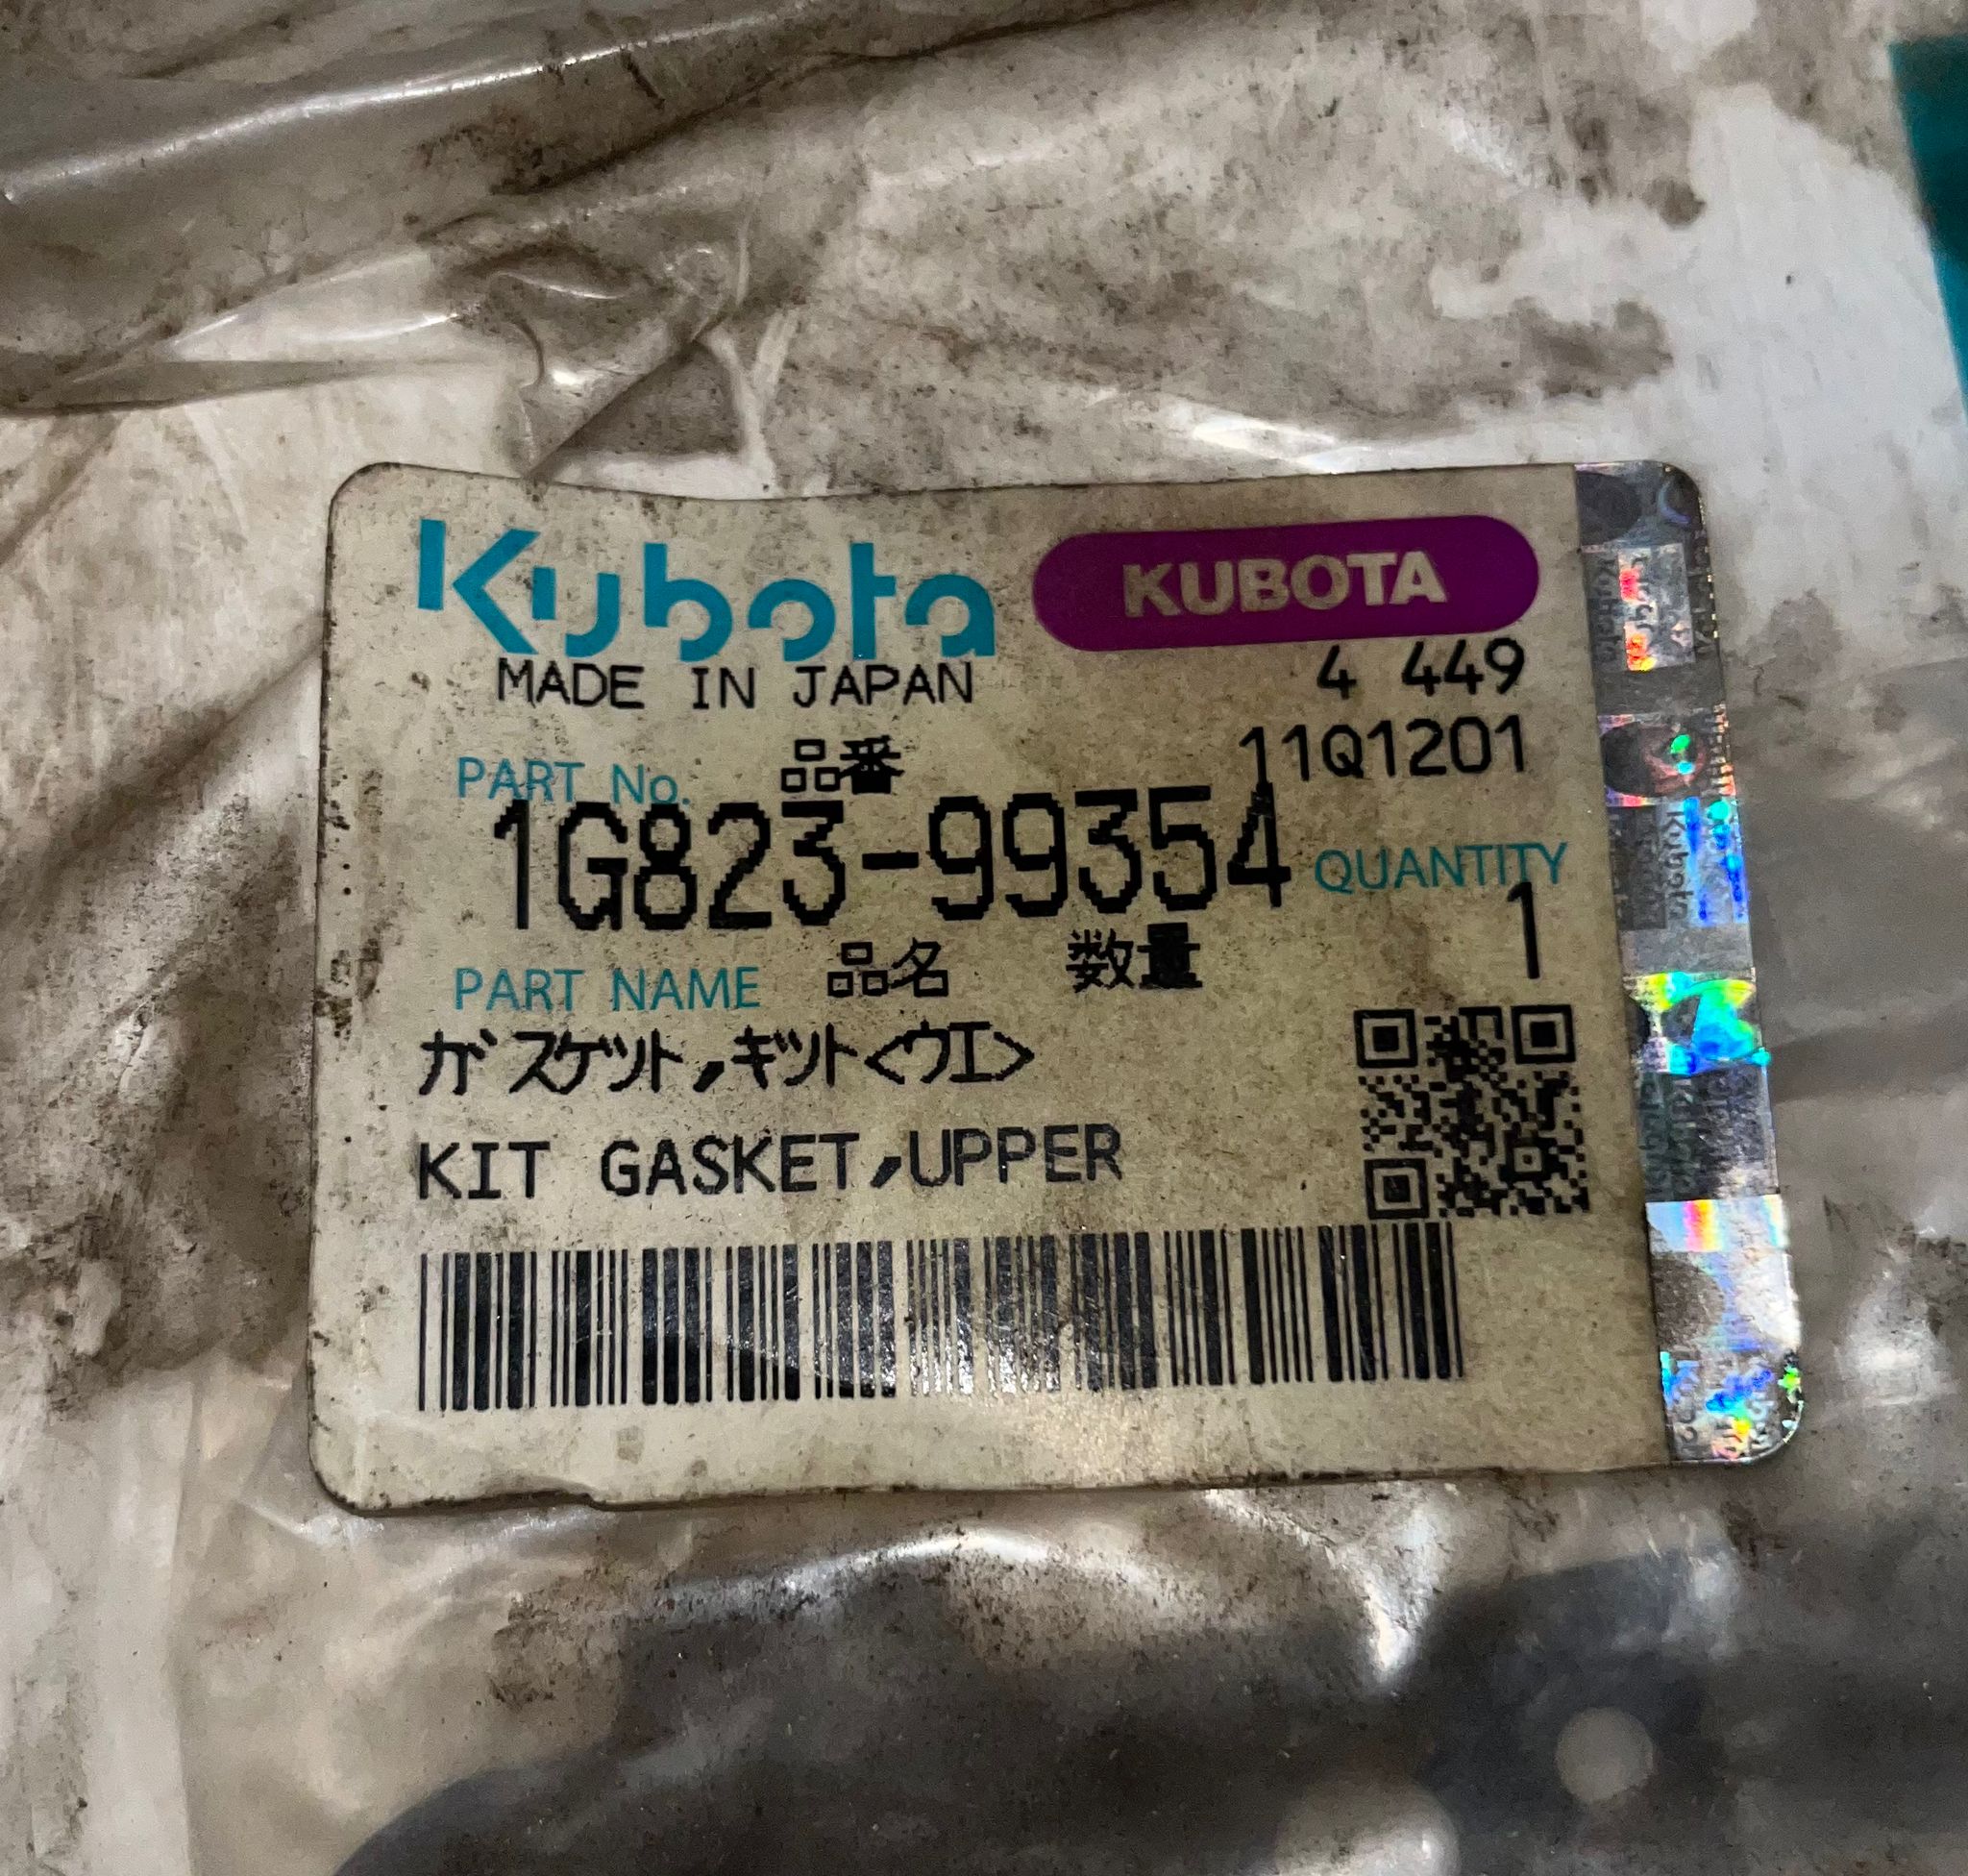 Kubota KUBOTA
MADE IN JAPAN 4 449
11Q1201
PART No. 品番
1G823-99354 QUANTITY
1
PART NAME 品名 数量
ガスケット,キット<ウエ>
KIT GASKET,UPPER